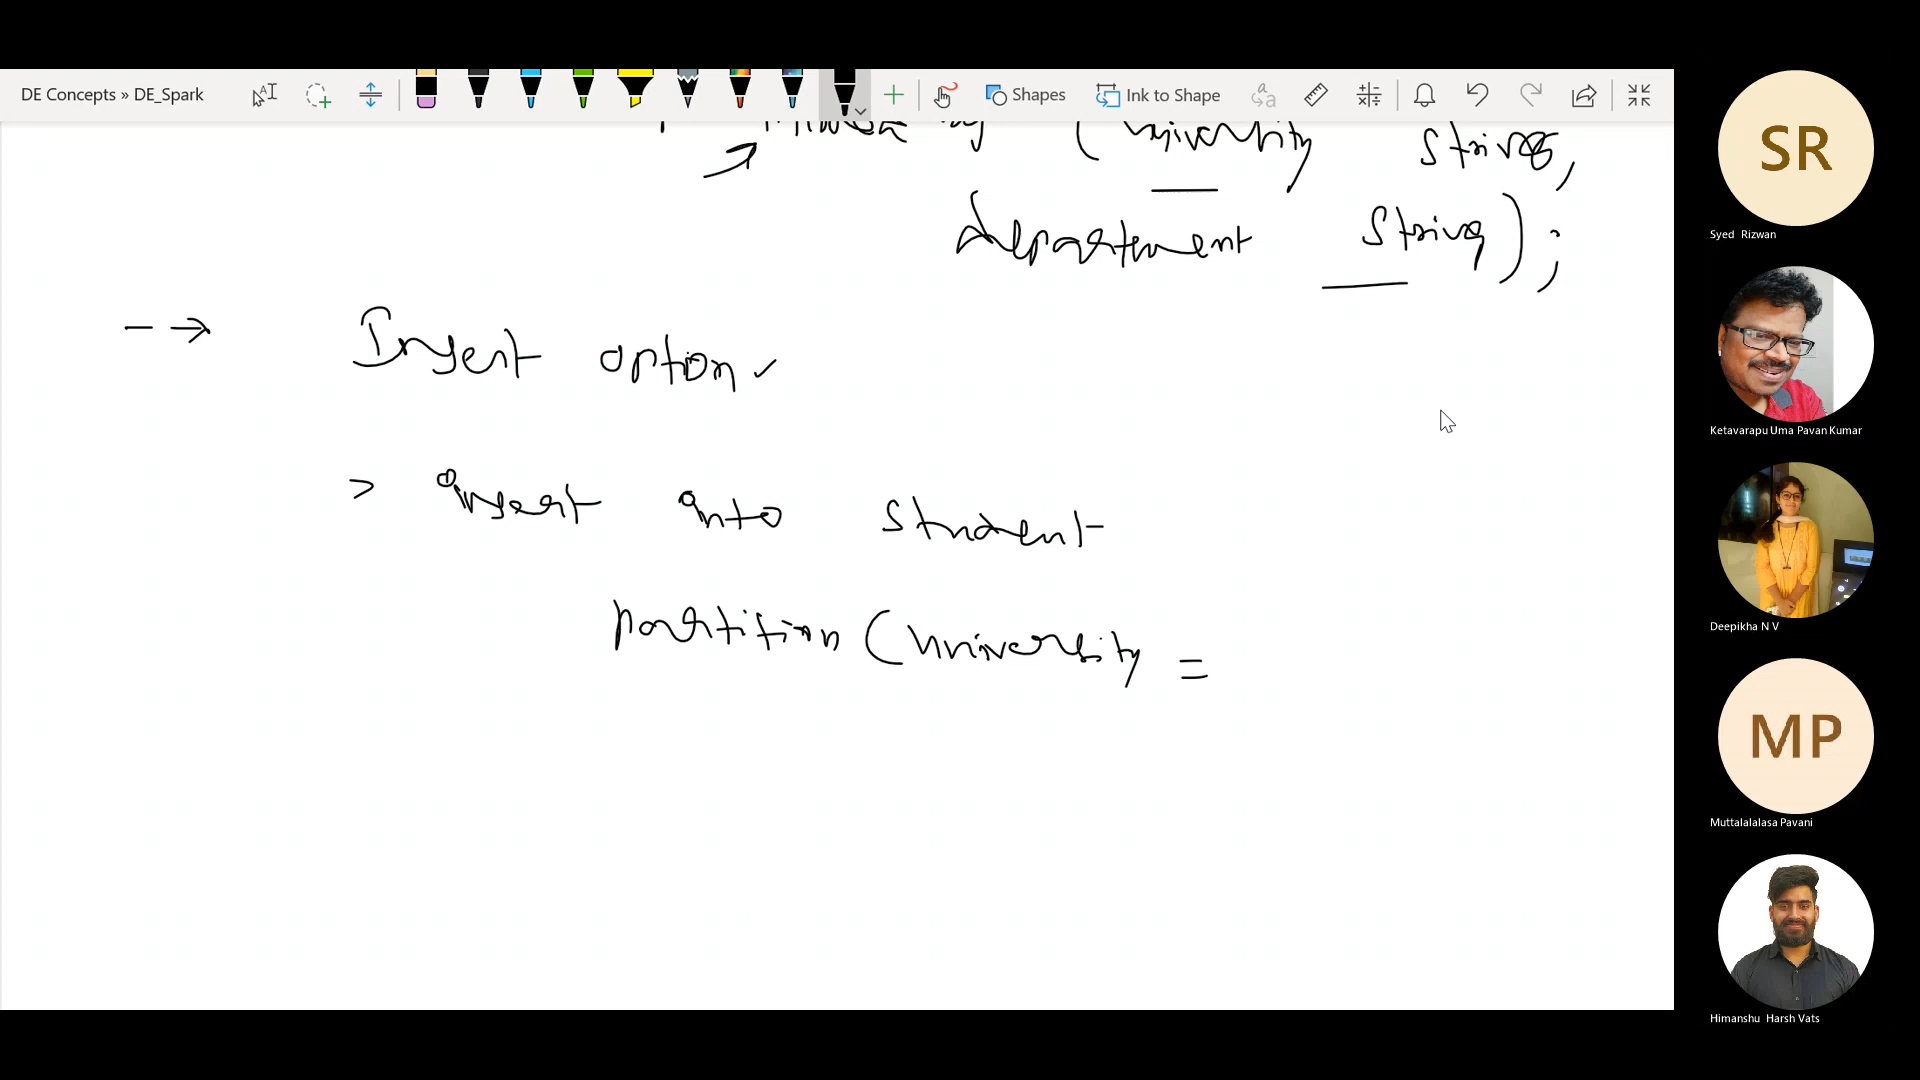 DE Concepts » DE_Spark
Shapes
Ink to Shape
(University String,
department String);
Insert option
> insert into student
partition (University =
SR
Syed Rizwan
Ketavarapu Uma Pavan Kumar
Deepikha N V
MP
Muttalalalasa Pavani
Himanshu Harsh Vats